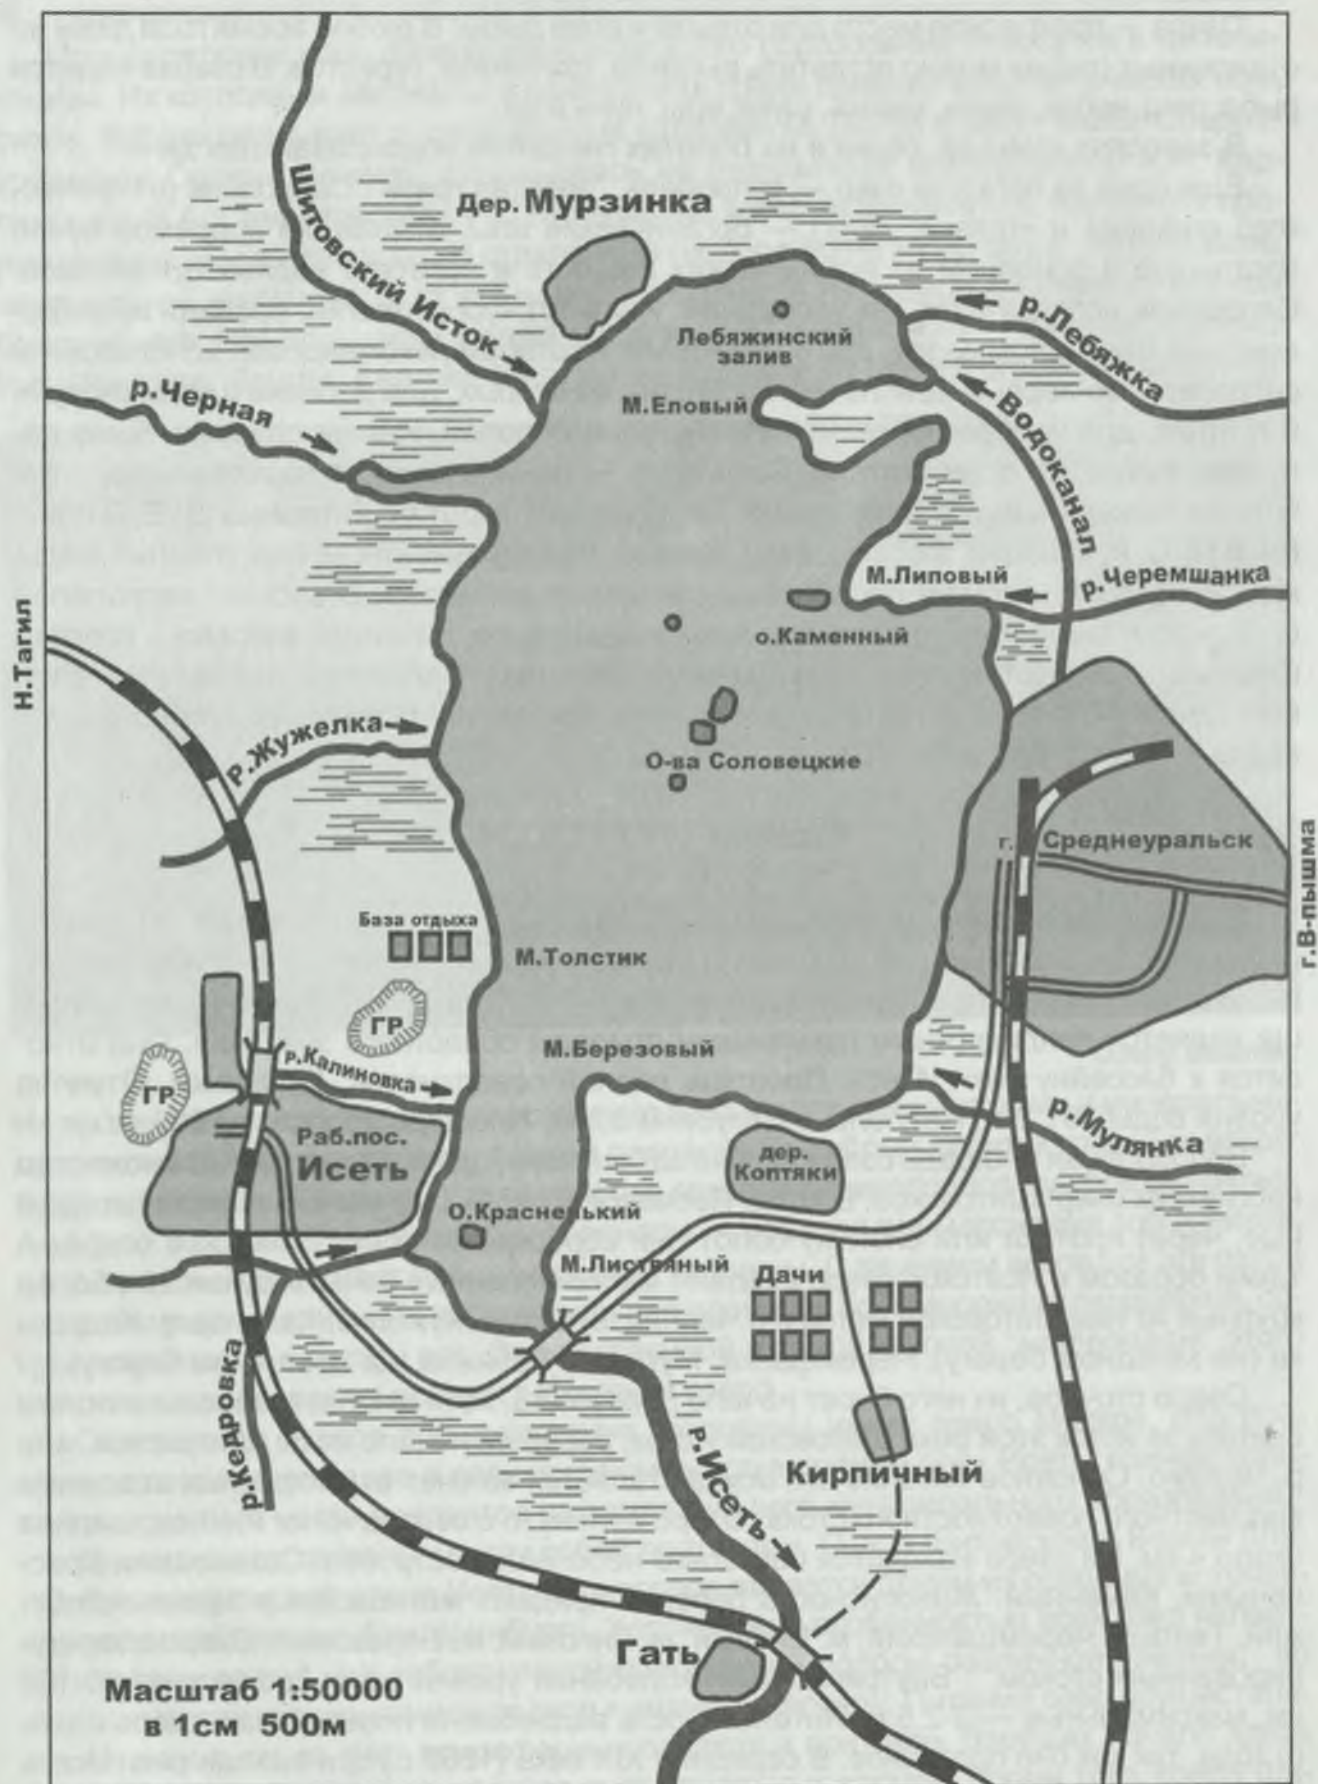 Дер. Мурзинка
Шитовский Исток
р.Лебяжка
Лебяжинский
залив
р.Черная
М.Еловый
Водоканал
М.Липовый
р.Черемшанка
о.Каменный
Н.Тагил
Р.Жужелка
О-ва Соловецкие
г. Среднеуральск
г.В-пышма
База отдыха
М.Толстик
ГР
М.Березовый
р.Калиновка
ГР
р.Мулянка
Раб.пос.
Исеть
дер.
Коптяки
О.Красненький
М.Листвяный
Дачи
р.Кедровка
р.Исеть
Кирпичный
Гать
Масштаб 1:50000
в 1см 500м